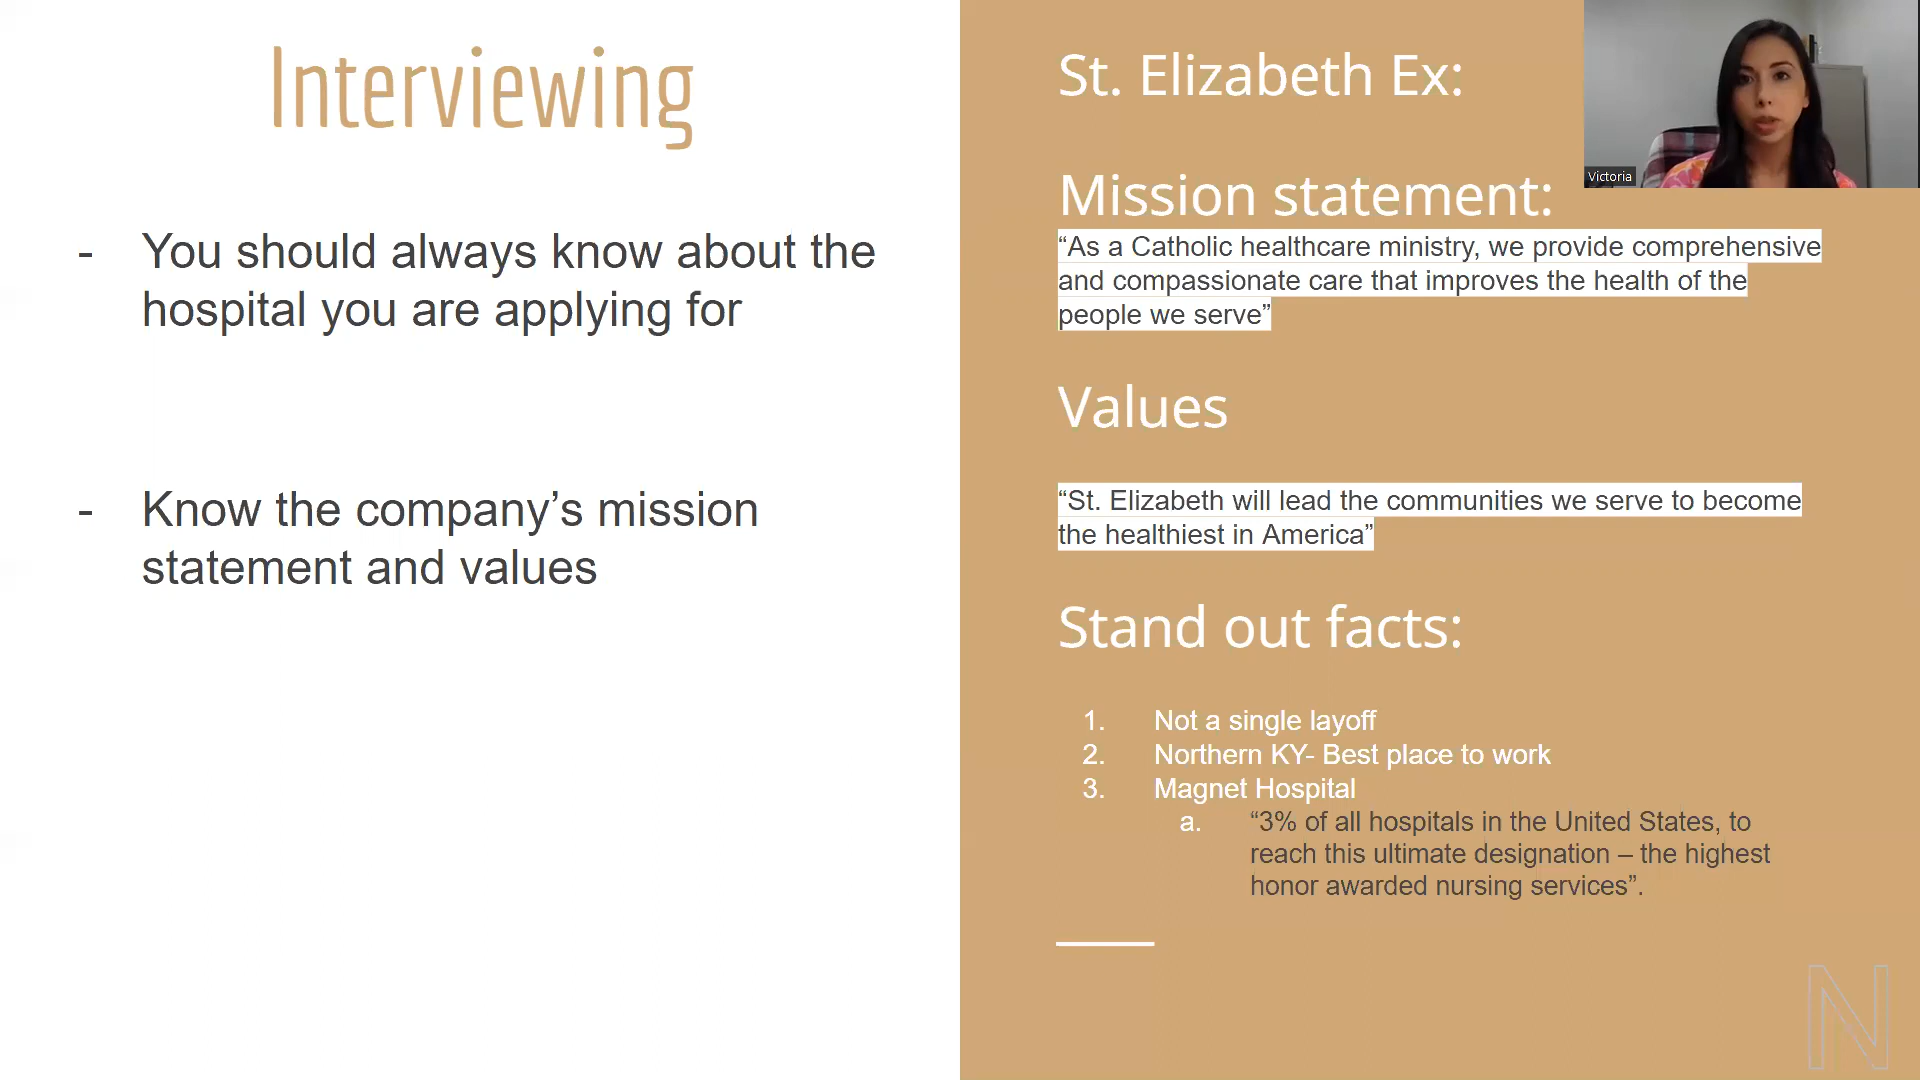 Interviewing
- You should always know about the
hospital you are applying for
- Know the company’s mission
statement and values
St. Elizabeth Ex:
Mission statement:
“As a Catholic healthcare ministry, we provide comprehensive
and compassionate care that improves the health of the
people we serve”
Values
“St. Elizabeth will lead the communities we serve to become
the healthiest in America”
Stand out facts:
1. Not a single layoff
2. Northern KY- Best place to work
3. Magnet Hospital
a. “3% of all hospitals in the United States, to
reach this ultimate designation – the highest
honor awarded nursing services”.
Victoria
N